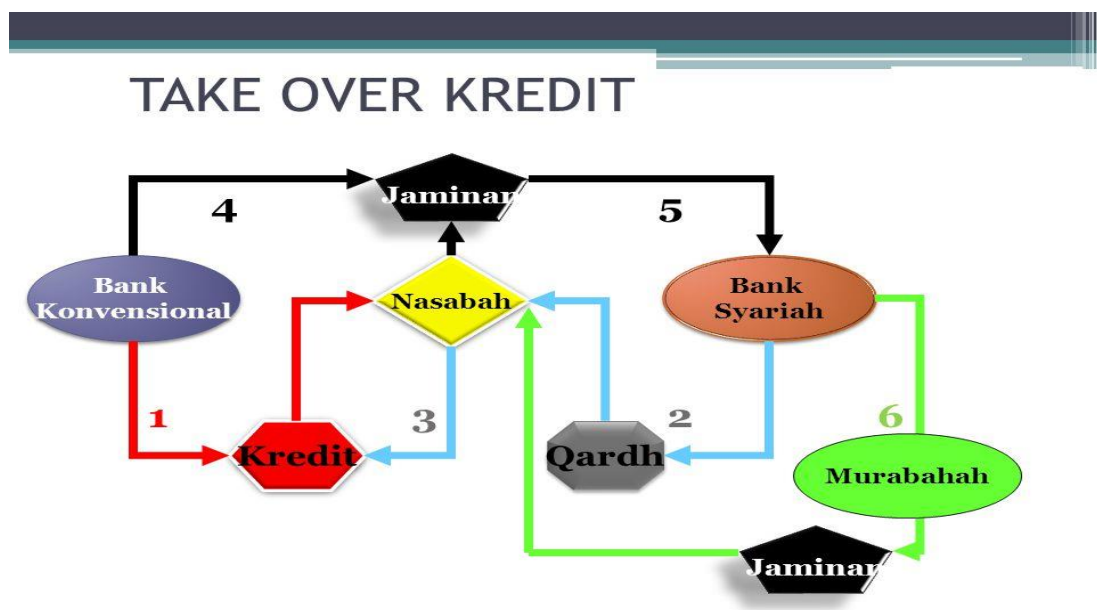 TAKE OVER KREDIT
Jaminan
4
5
Bank
Konvensional
Nasabah
Bank
Syariah
1
3
2
6
Kredit
Qardh
Murabahah
Jaminan